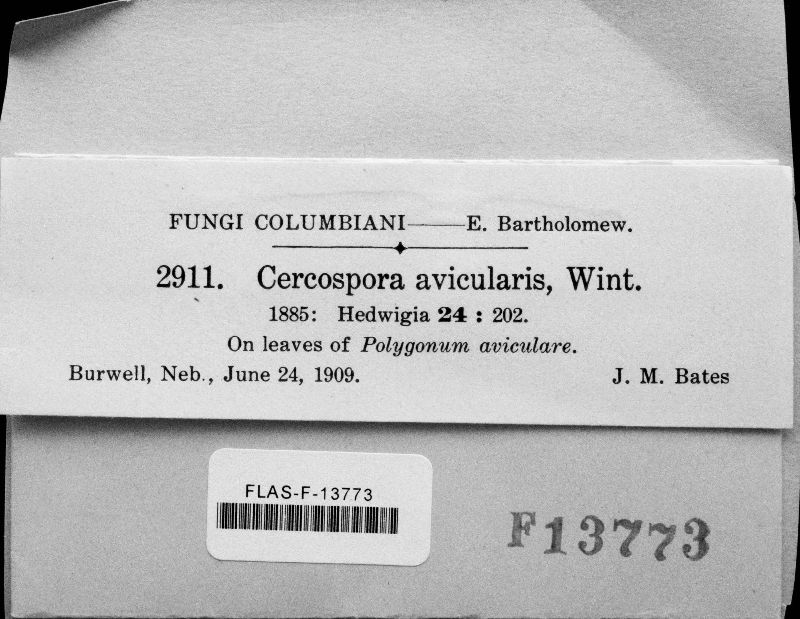 FUNGI COLUMBIANI——E. Bartholomew.
2911. Cercospora avicularis, Wint.
1885: Hedwigia 24 : 202.
On leaves of Polygonum aviculare.
Burwell, Neb., June 24, 1909. J. M. Bates
FLAS-F-13773
F13773